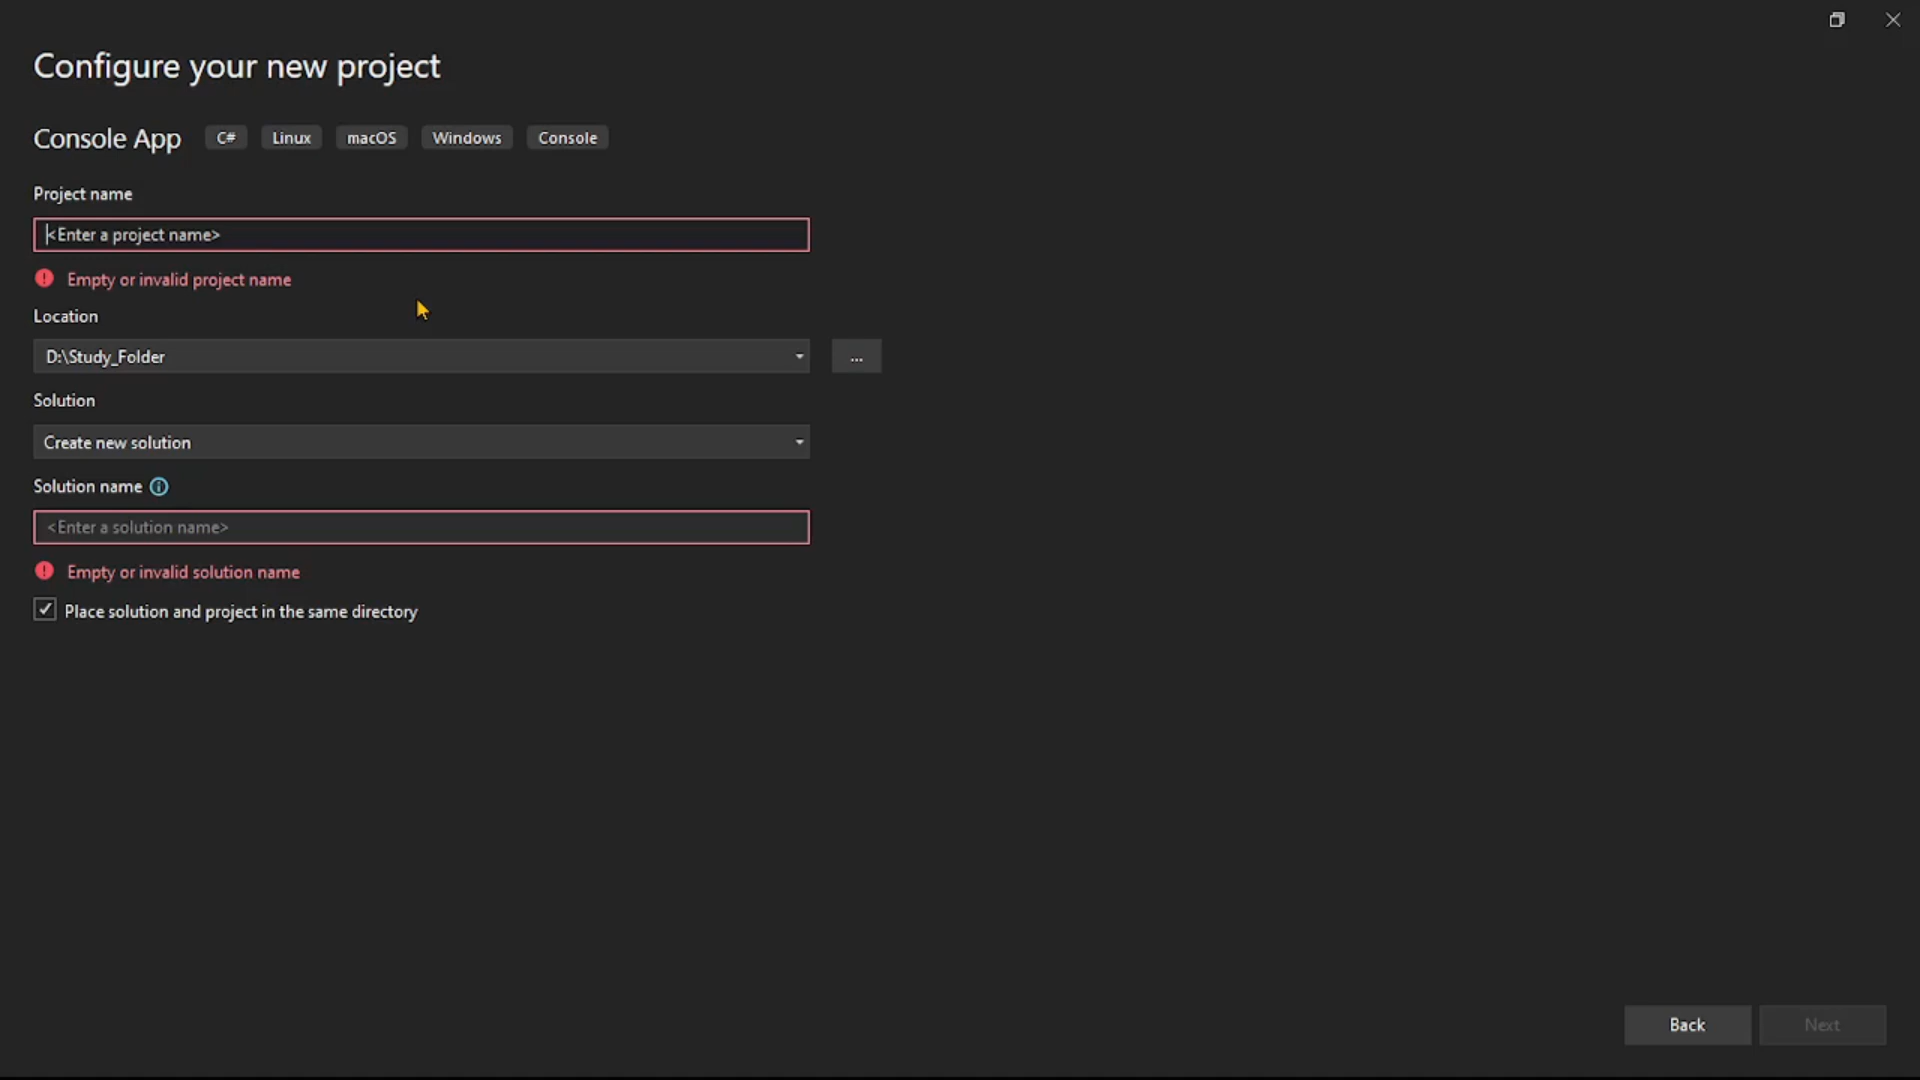 Configure your new project
Console App C# Linux macOS Windows Console
Project name
<Enter a project name>
Empty or invalid project name
Location
D:\Study_Folder
...
Solution
Create new solution
Solution name
<Enter a solution name>
Empty or invalid solution name
Place solution and project in the same directory
Back Next